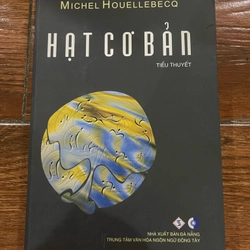 MICHEL HOUELLEBECQ
HẠT CƠ BẢN
TIỂU THUYẾT
NHÀ XUẤT BẢN ĐÀ NẴNG
TRUNG TÂM VĂN HÓA NGÔN NGỮ ĐÔNG TÂY